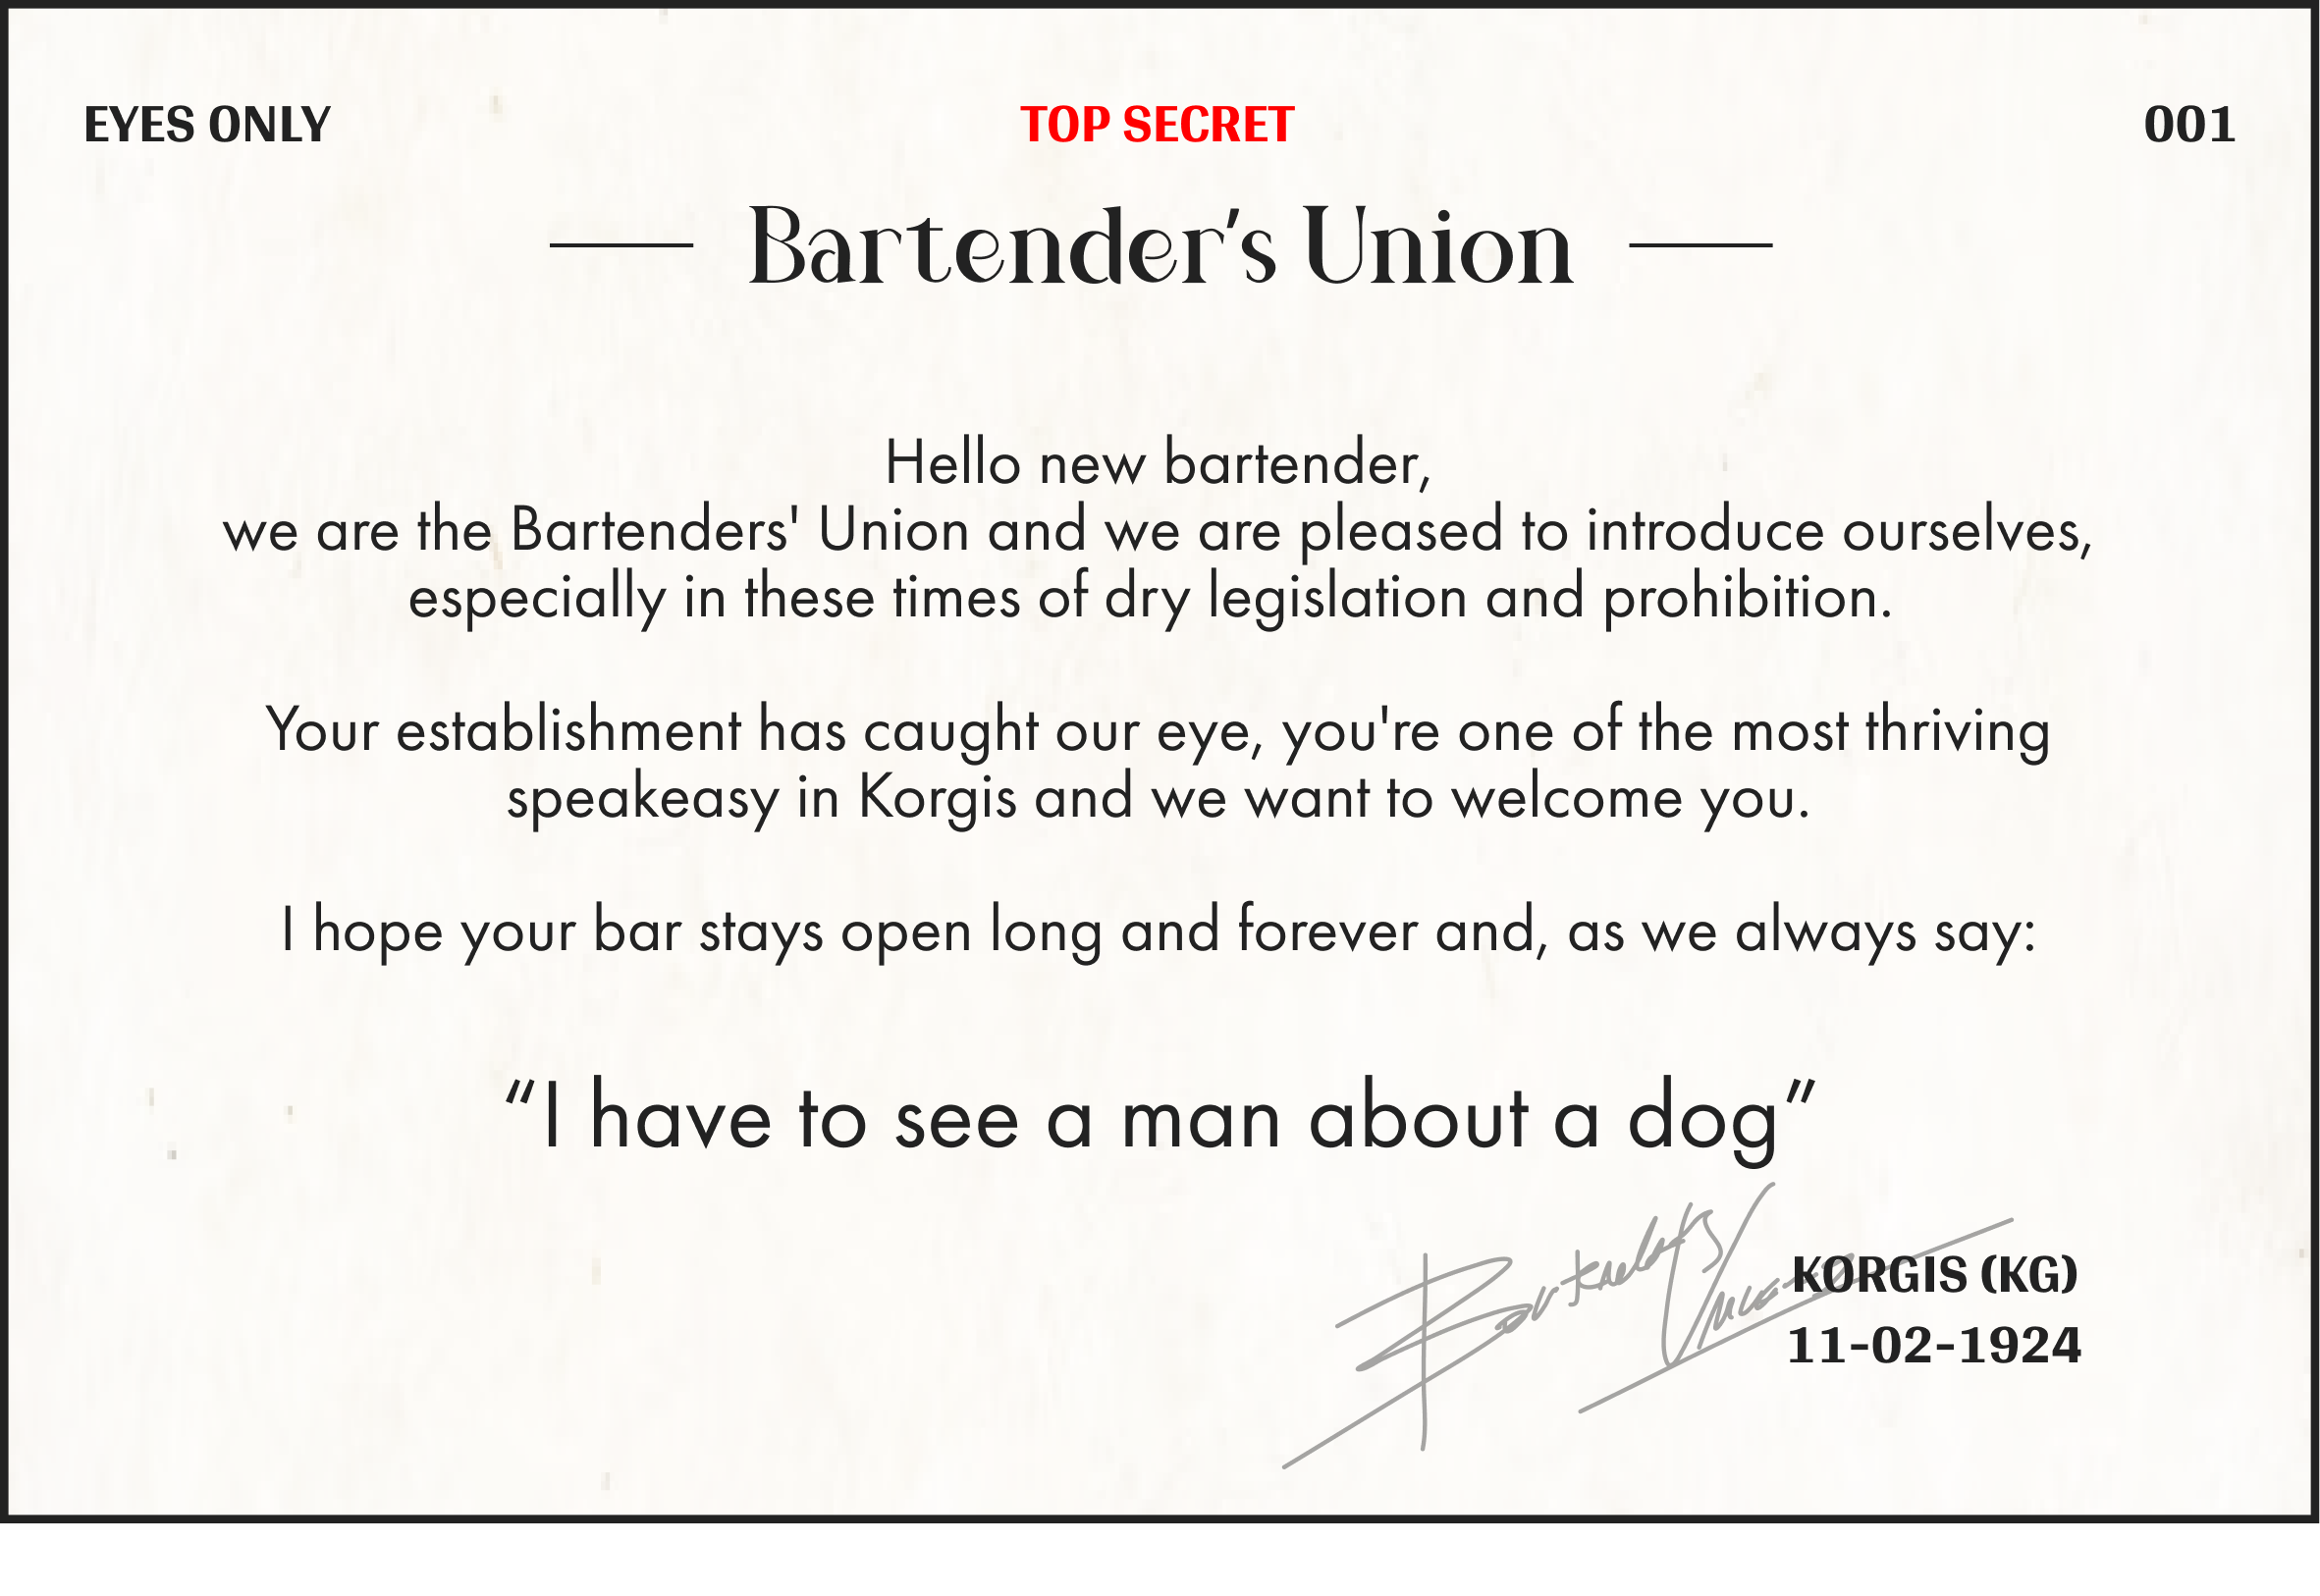 EYES ONLY
TOP SECRET
001
Bartender's Union
Hello new bartender,
we are the Bartenders' Union and we are pleased to introduce ourselves,
especially in these times of dry legislation and prohibition.
Your establishment has caught our eye, you're one of the most thriving
speakeasy in Korgis and we want to welcome you.
I hope your bar stays open long and forever and, as we always say:
“I have to see a man about a dog”
Bartender's Union
KORGIS (KG)
11-02-1924